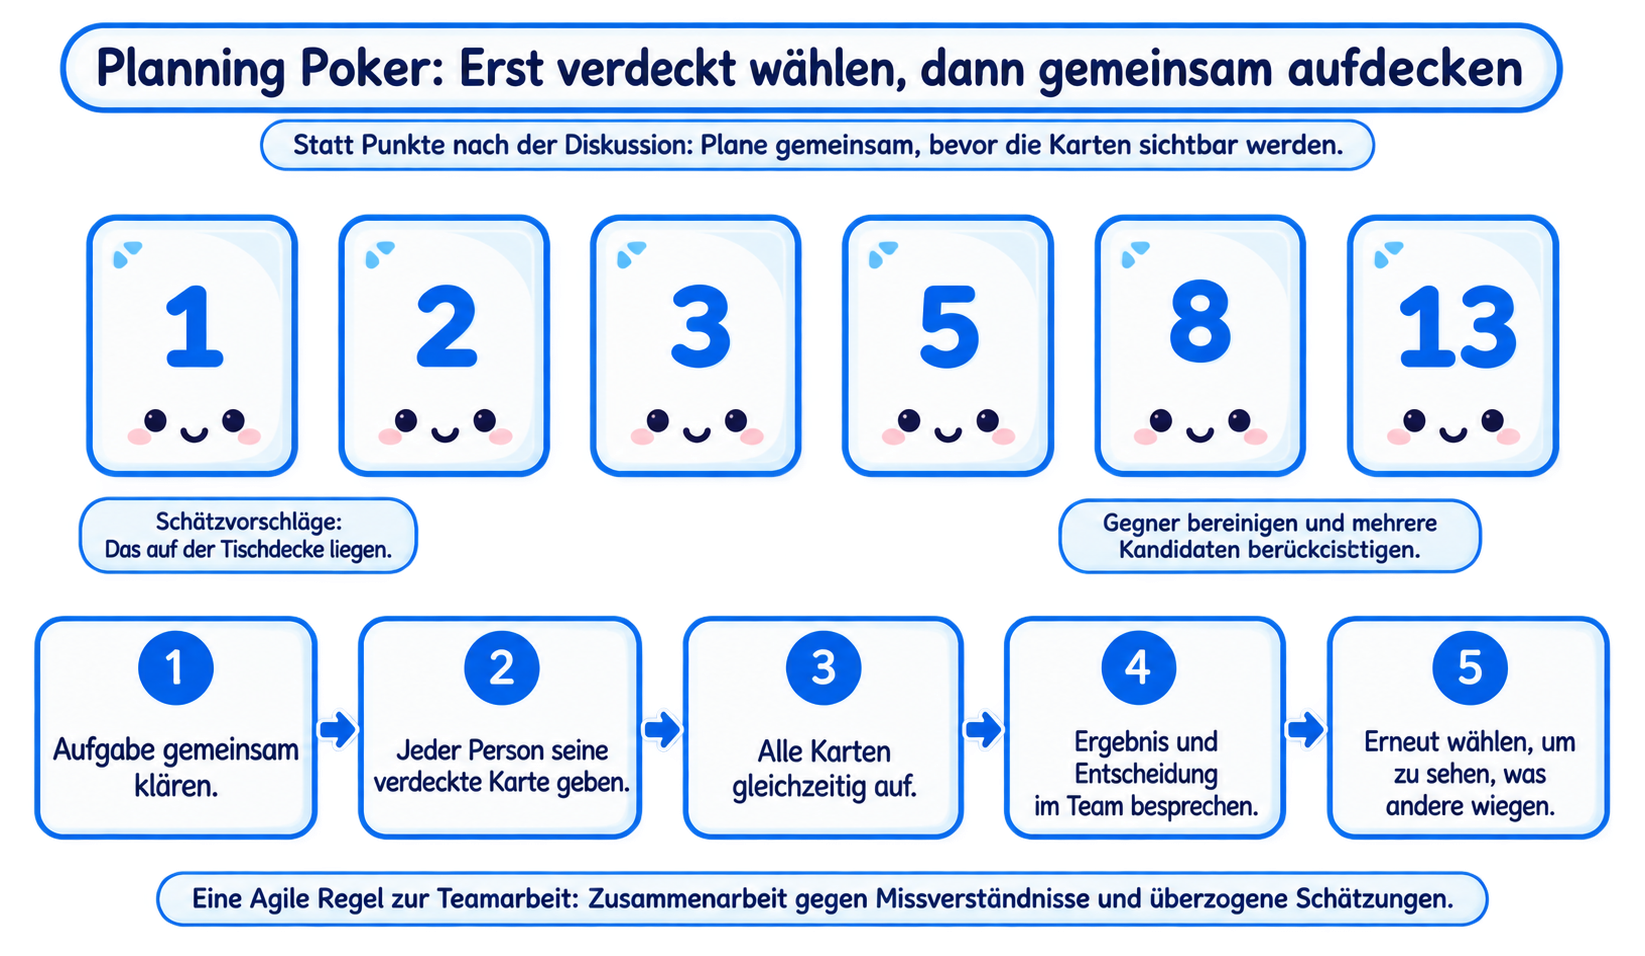 Planning Poker: Erst verdeckt wählen, dann gemeinsam aufdecken
Statt Punkte nach der Diskussion: Plane gemeinsam, bevor die Karten sichtbar werden.
1
2
3
5
8
13
Schätzvorschläge:
Das auf der Tischdecke liegen.
Gegner bereinigen und mehrere
Kandidaten
1
Aufgabe gemeinsam
klären.
2
Jeder Person seine
verdeckte Karte geben.
3
Alle Karten
gleichzeitig auf.
4
Ergebnis und
Entscheidung
im Team besprechen.
5
Erneut wählen, um
zu sehen, was
andere wiegen.
Eine Agile Regel zur Teamarbeit: Zusammenarbeit gegen Missverständnisse und überzogene Schätzungen.